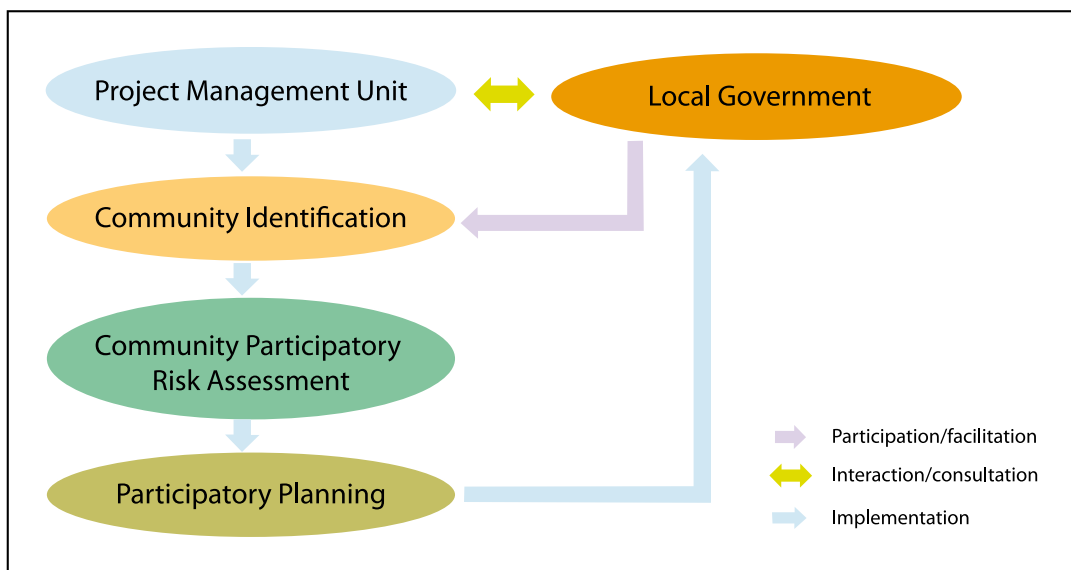 Project Management Unit
Local Government
Community Identification
Community Participatory
Risk Assessment
Participatory Planning
Participation/facilitation
Interaction/consultation
Implementation